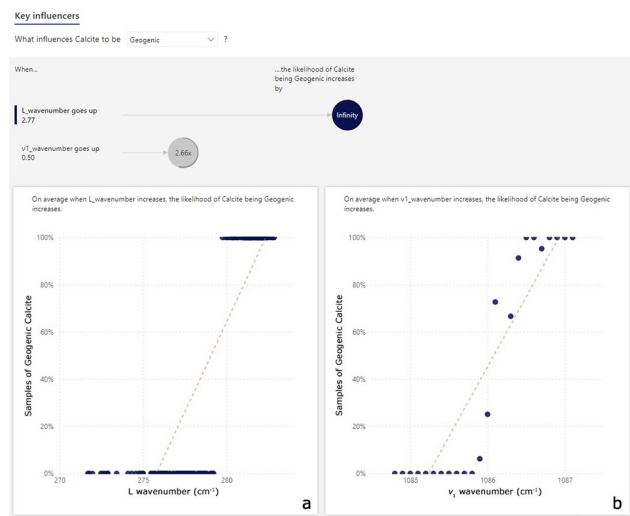 Key influencers
What influences Calcite to be Geogenic ?
When...
....the likelihood of Calcite
being Geogenic increases
by
L_wavenumber goes up
2.77
Infinity
v1_wavenumber goes up
0.50
2.66x
On average when L_wavenumber increases, the likelihood of Calcite being Geogenic
increases.
100%
80%
60%
40%
20%
0%
270 275 280
Samples of Geogenic Calcite
L wavenumber (cm⁻¹)
a
On average when v1_wavenumber increases, the likelihood of Calcite being Geogenic
increases.
100%
80%
60%
40%
20%
0%
1085 1086 1087
Samples of Geogenic Calcite
v₁ wavenumber (cm⁻¹)
b